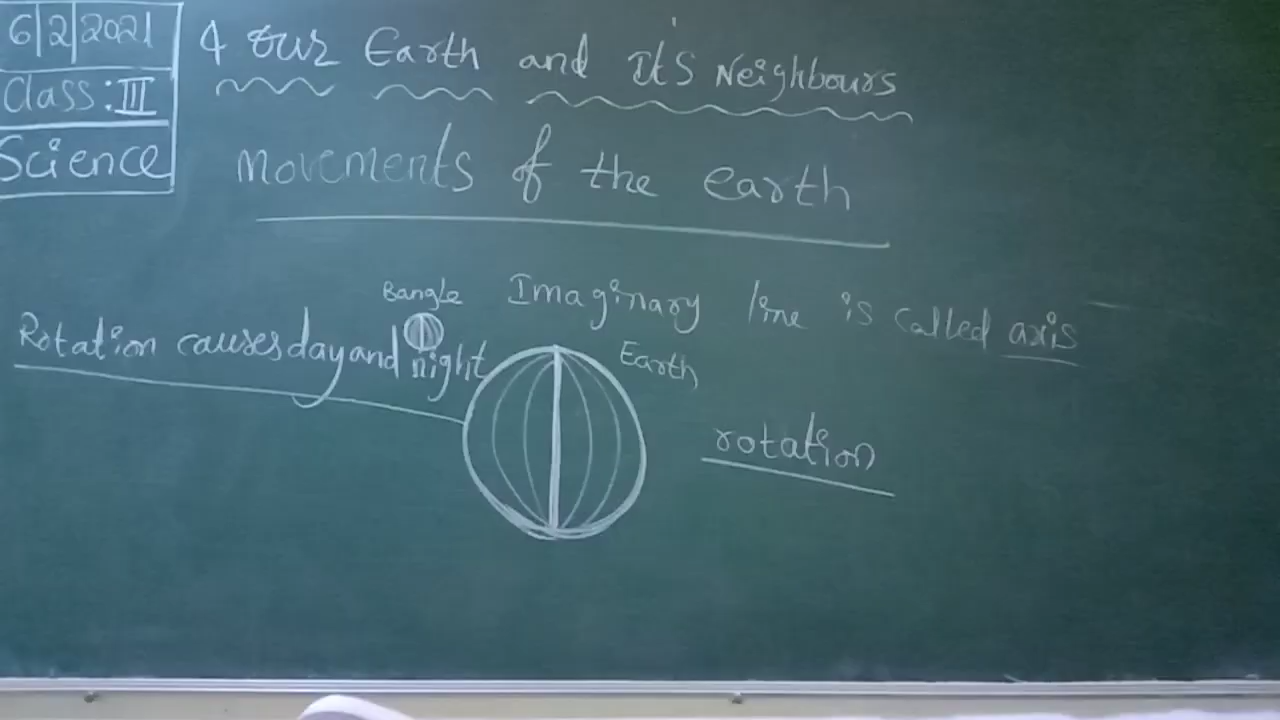 6|2|2021
Class : III
Science
4 Our Earth and It's Neighbours
Movements of the earth
Imaginary line is called axis
Bangle
Rotation causes day and night
Earth
rotation